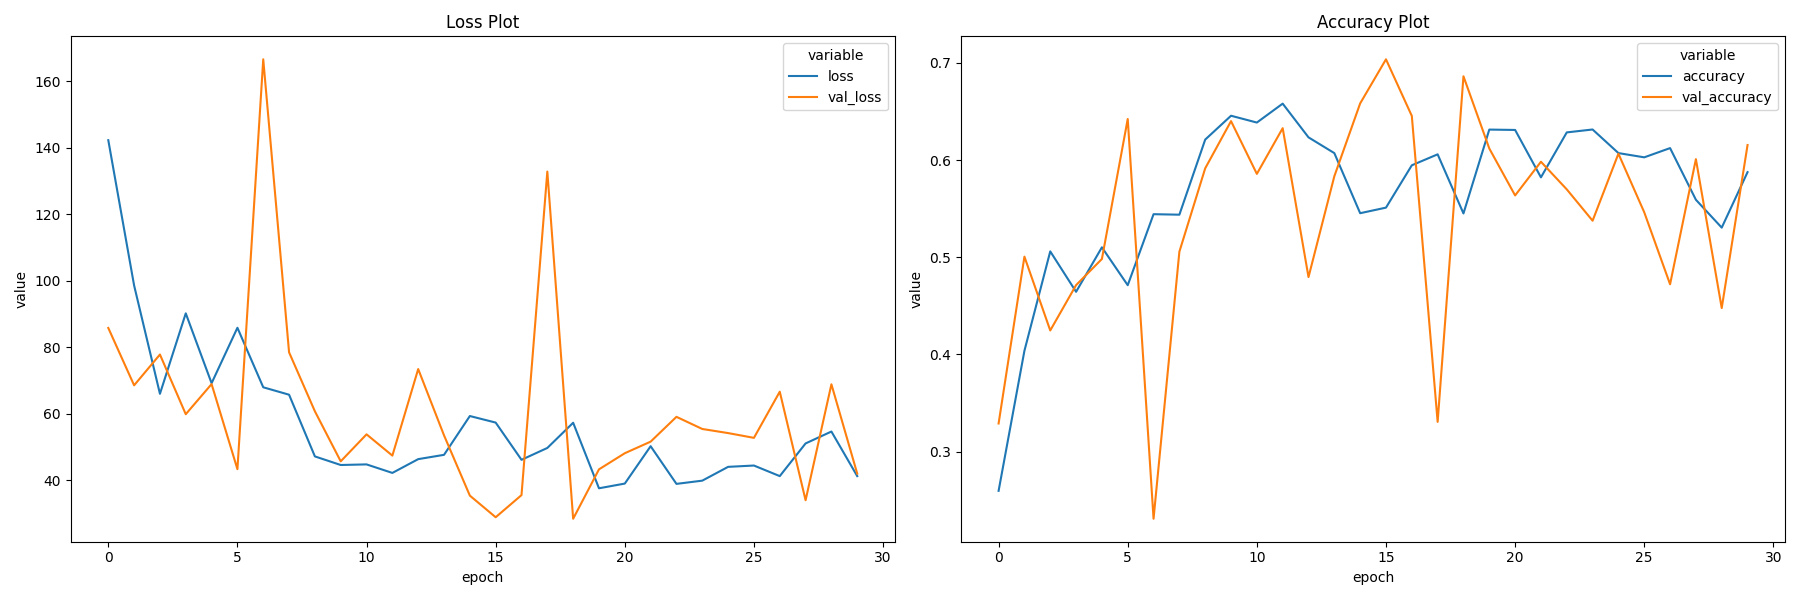 Loss Plot
variable
loss
val_loss
160
140
120
100
80
60
40
value
0 5 10 15 20 25 30
epoch
Accuracy Plot
variable
accuracy
val_accuracy
0.7
0.6
0.5
0.4
0.3
value
0 5 10 15 20 25 30
epoch